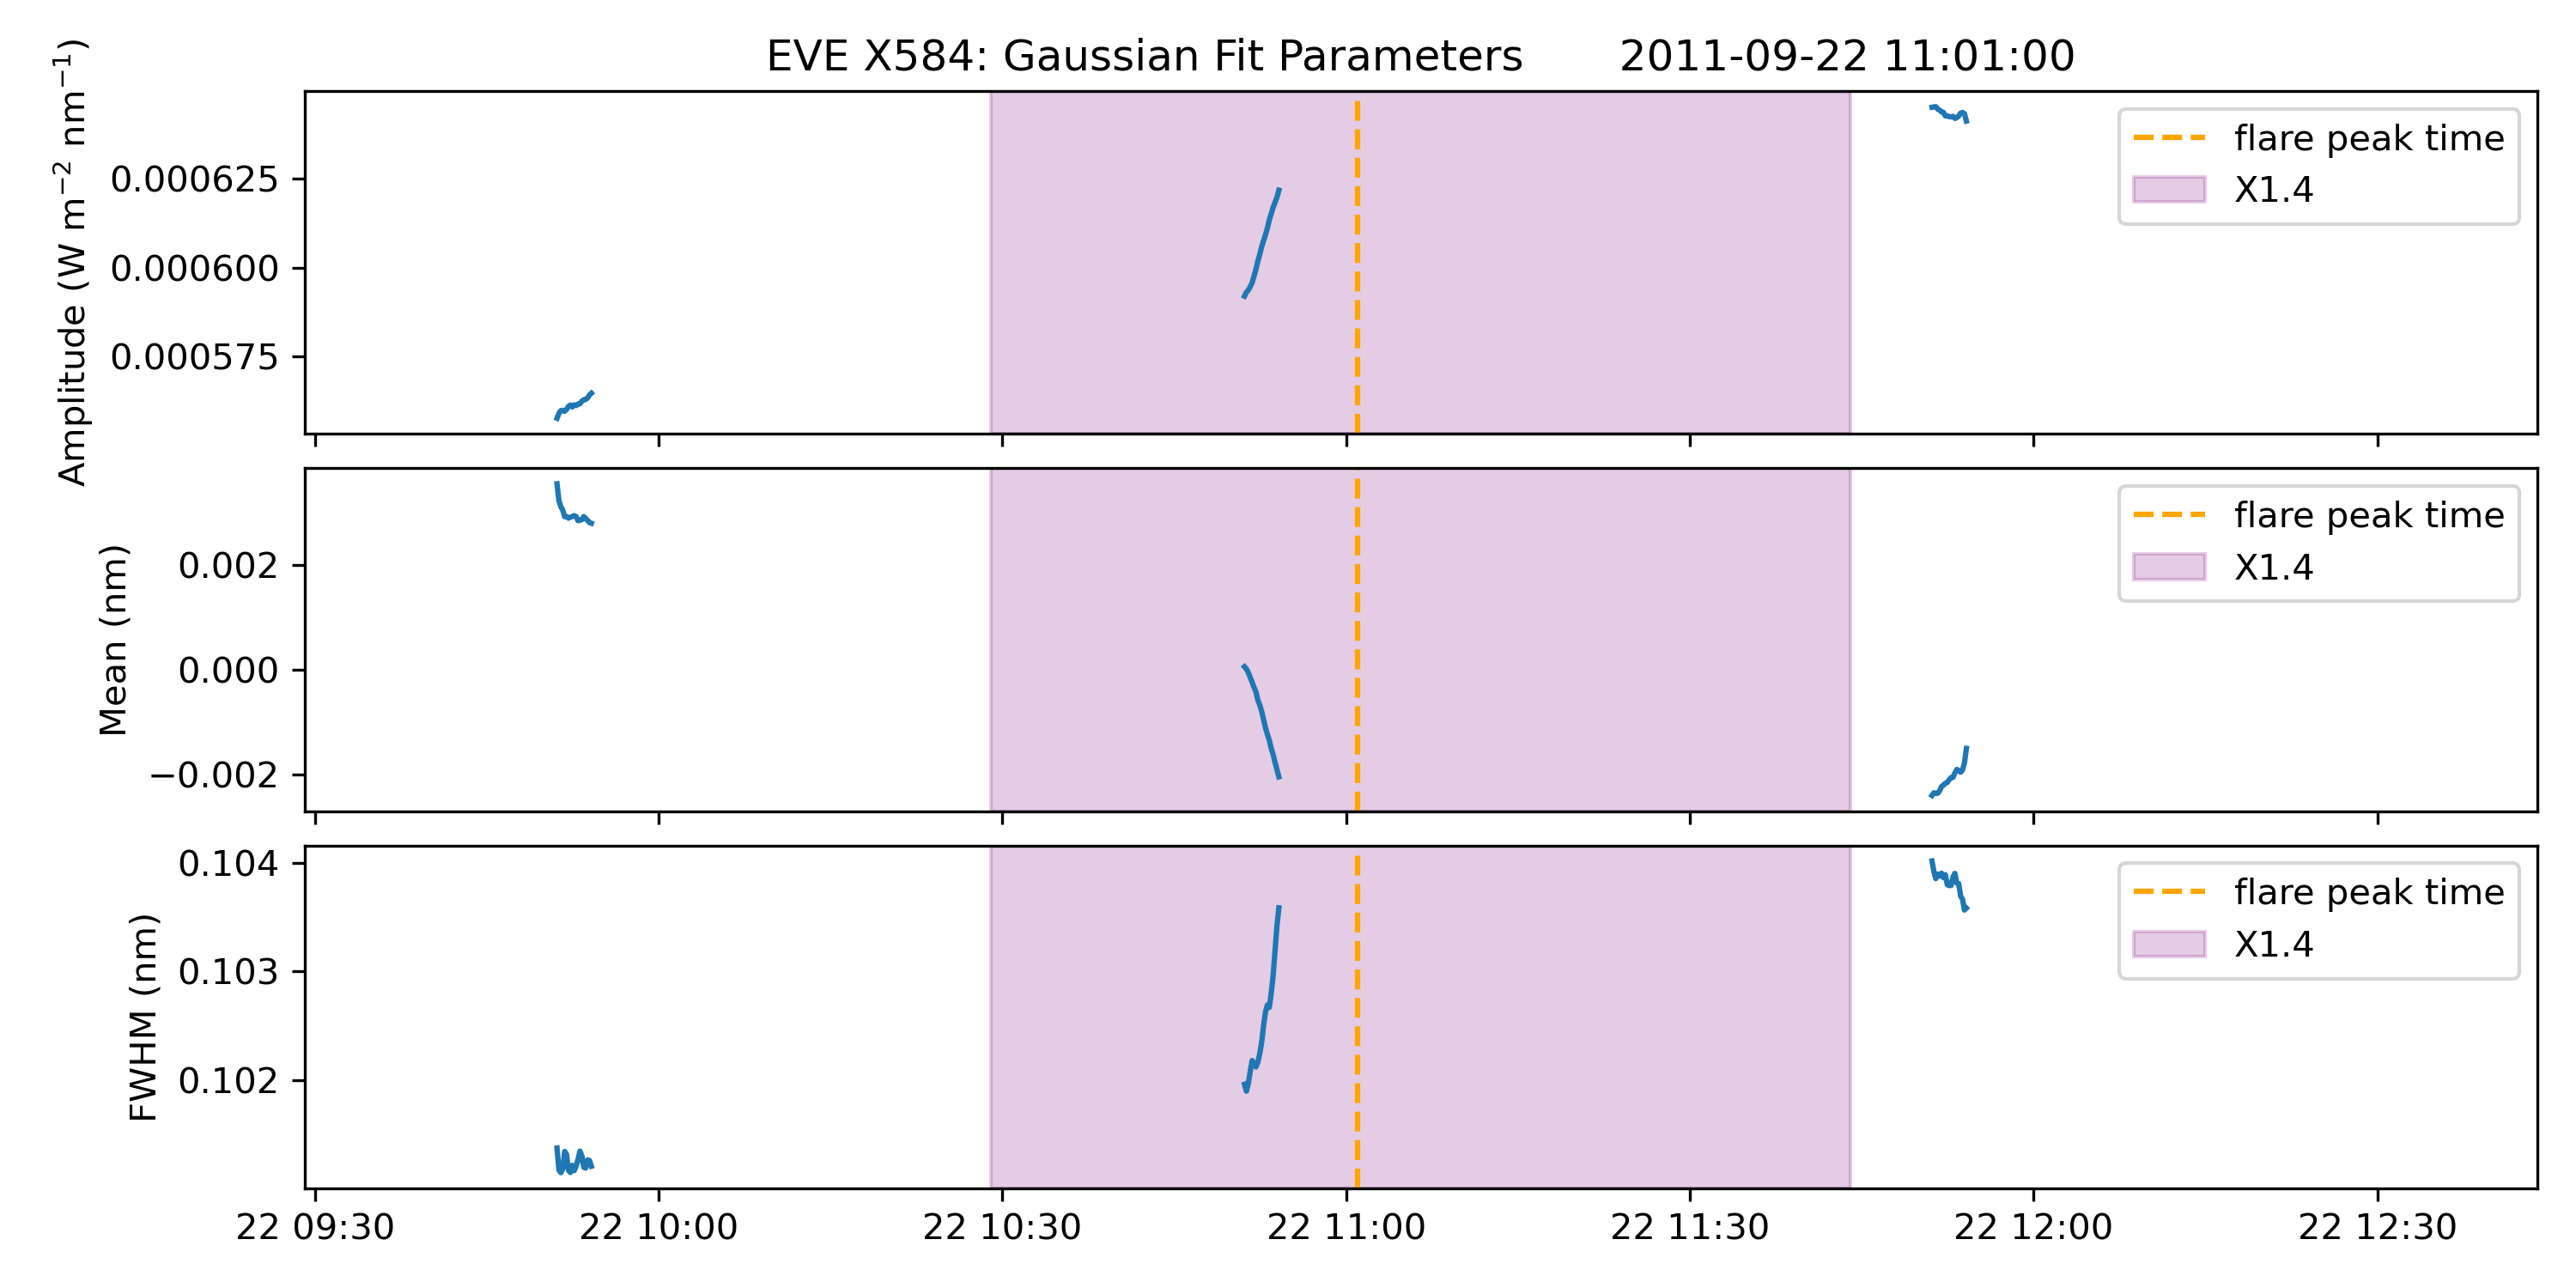 EVE X584: Gaussian Fit Parameters 2011-09-22 11:01:00
Amplitude (W m⁻² nm⁻¹)
0.000625
0.000600
0.000575
flare peak time
X1.4
Mean (nm)
0.002
0.000
−0.002
flare peak time
X1.4
FWHM (nm)
0.104
0.103
0.102
flare peak time
X1.4
22 09:30 22 10:00 22 10:30 22 11:00 22 11:30 22 12:00 22 12:30